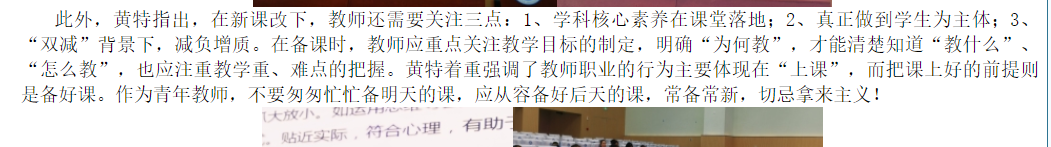 此外，黄特指出，在新课改下，教师还需要关注三点：1、学科核心素养在课堂落地；2、真正做到学生为主体；3、
“双减”背景下，减负增质。在备课时，教师应重点关注教学目标的制定，明确“为何教”，才能清楚知道“教什么”、
“怎么教”，也应注重教学重、难点的把握。黄特着重强调了教师职业的行为主要体现在“上课”，而把课上好的前提则
是备好课。作为青年教师，不要匆匆忙忙备明天的课，应从容备好后天的课，常备常新，切忌拿来主义！
大放小。如运用思维
贴近实际，符合心理，有助于